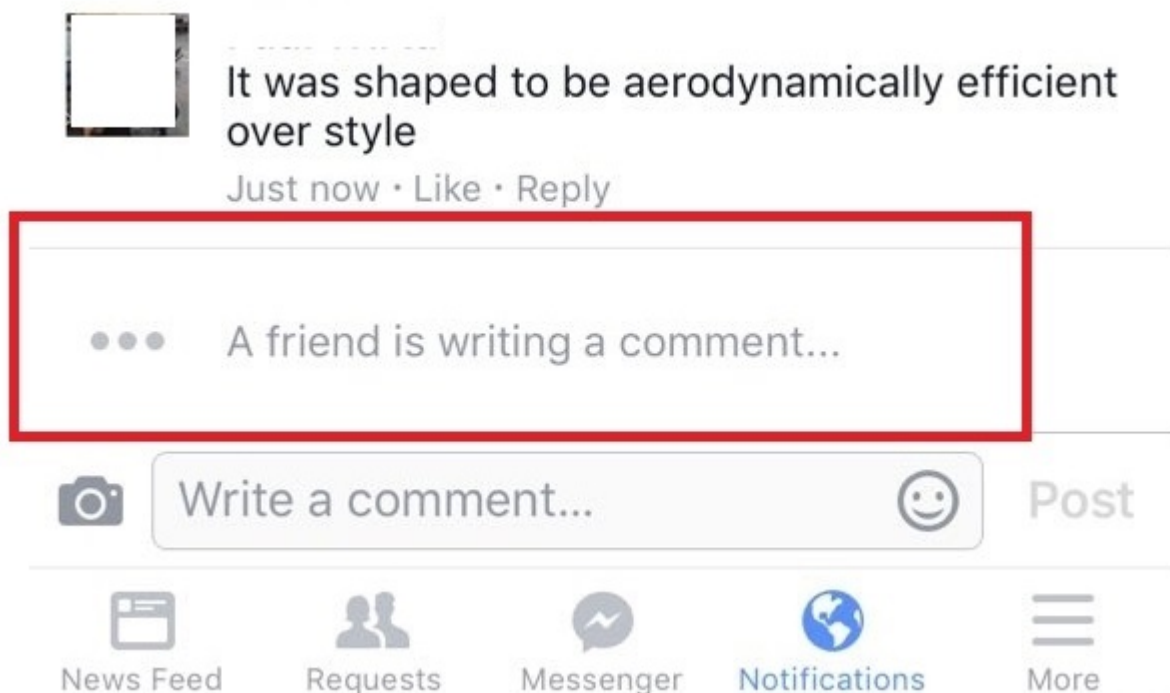 It was shaped to be aerodynamically efficient
over style
Just now · Like · Reply
A friend is writing a comment...
Write a comment...
Post
News Feed
Requests
Messenger
Notifications
More